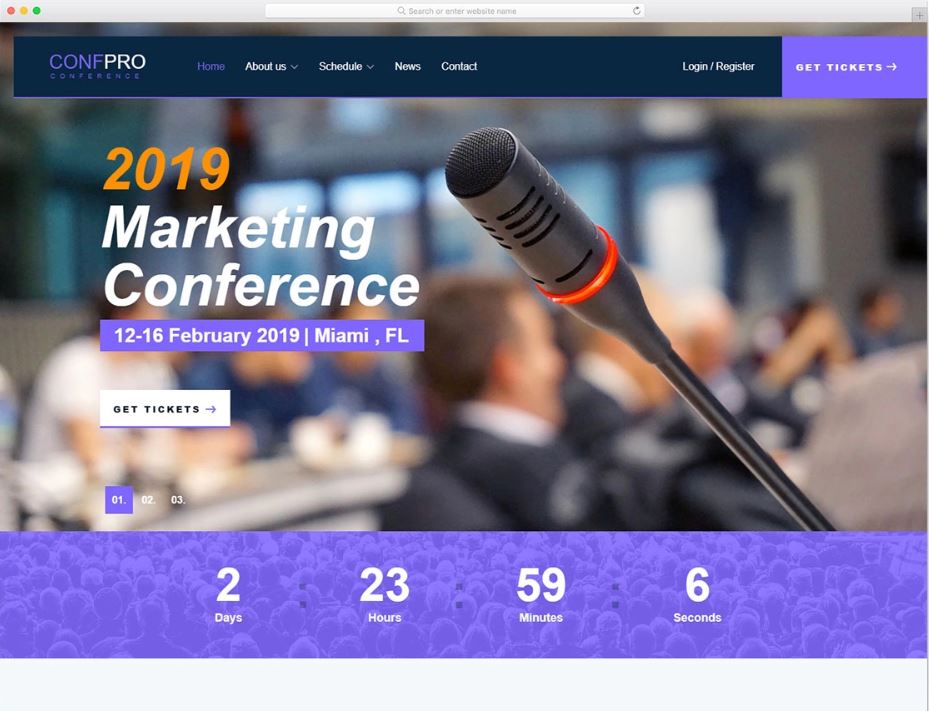 Search or enter website name
CONFPRO
CONFERENCE
Home About us Schedule News Contact Login / Register GET TICKETS
2019
Marketing
Conference
12-16 February 2019 | Miami , FL
GET TICKETS
01. 02. 03.
2 : 23 : 59 : 6
Days Hours Minutes Seconds